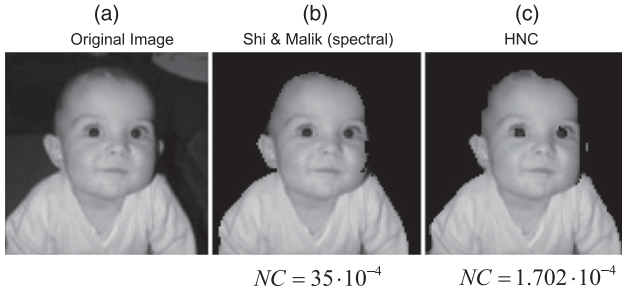 (a) (b) (c)
Original Image Shi & Malik (spectral) HNC
NC = 35·10⁻⁴ NC = 1.702·10⁻⁴